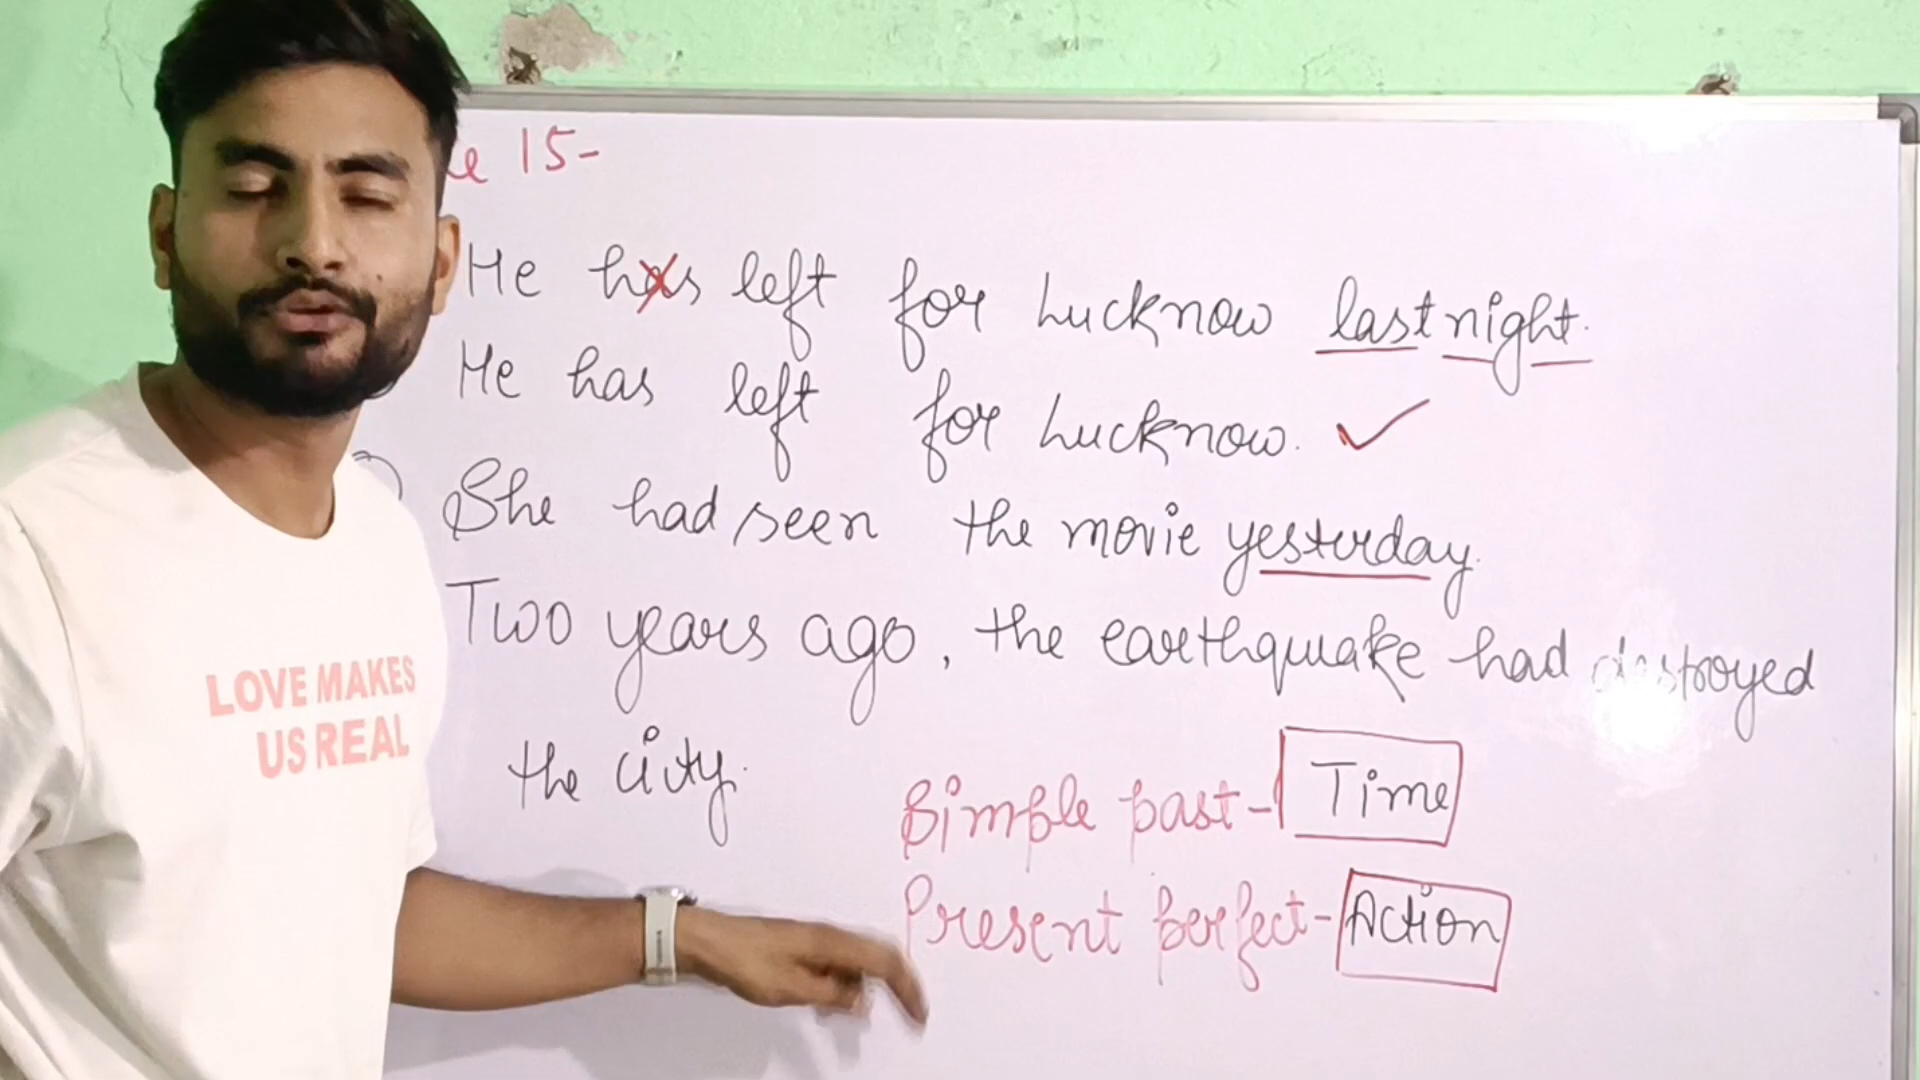 15-
He has left for Lucknow last night.
He has left for Lucknow.
She had seen the movie yesterday.
Two years ago, the earthquake had destroyed
the city.
Simple past- Time
Present perfect- Action
LOVE MAKES
US REAL